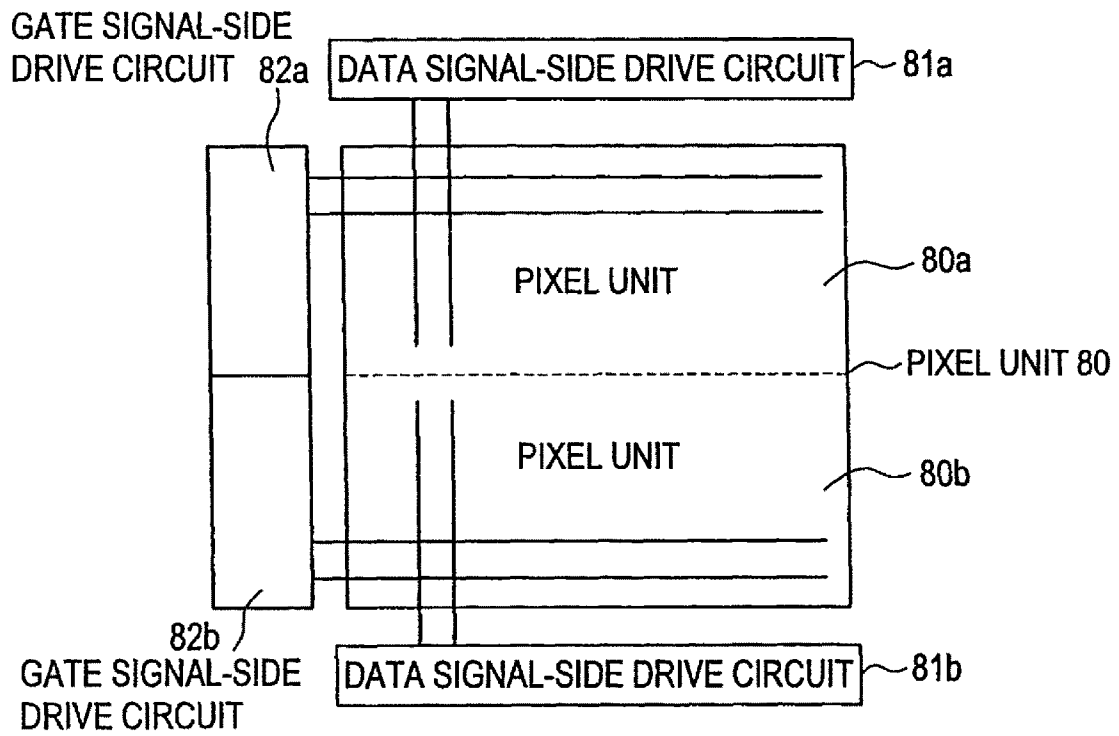 GATE SIGNAL-SIDE
DRIVE CIRCUIT 82a
DATA SIGNAL-SIDE DRIVE CIRCUIT 81a
PIXEL UNIT 80a
PIXEL UNIT 80
PIXEL UNIT 80b
82b
GATE SIGNAL-SIDE
DRIVE CIRCUIT
DATA SIGNAL-SIDE DRIVE CIRCUIT 81b